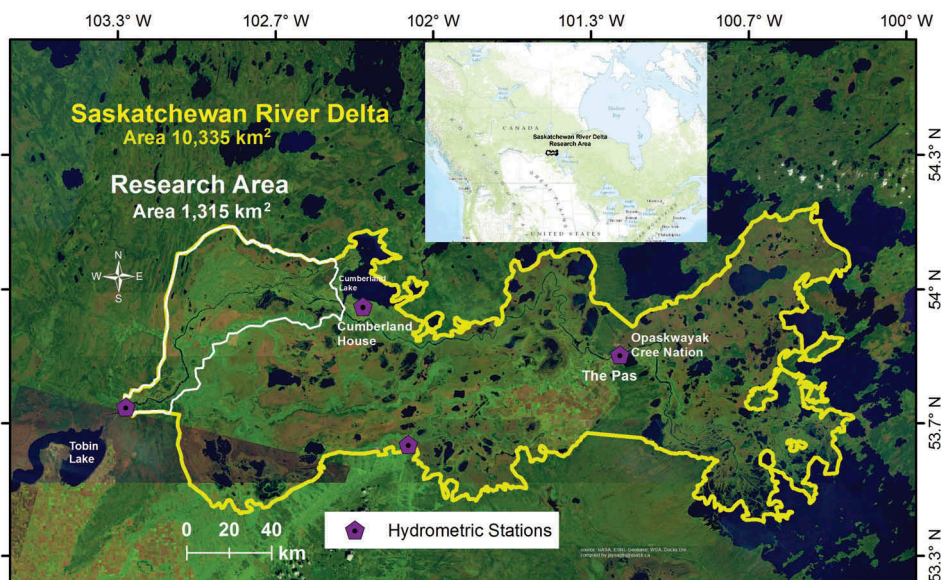 103.3° W 102.7° W 102° W 101.3° W 100.7° W 100° W
Saskatchewan River Delta
Area 10,335 km²
Research Area
Area 1,315 km²
CANADA
Saskatchewan River Delta
Research Area
UNITED STATES
54.3° N
54° N
53.7° N
53.3° N
N
W E
S
Cumberland
Lake
Cumberland
House
Opaskwayak
Cree Nation
The Pas
Tobin
Lake
0 20 40
km
Hydrometric Stations